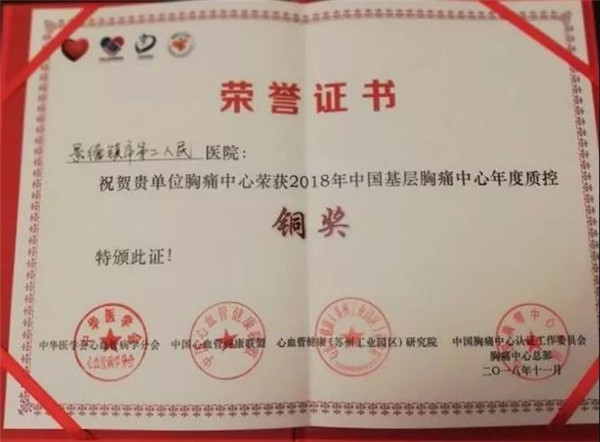 荣誉证书
景德镇市第二人民 医院：
祝贺贵单位胸痛中心荣获2018年中国基层胸痛中心年度质控
铜奖
特颁此证！
中华医学会心血管病学分会 中国心血管健康联盟 心血管健康（苏州工业园区）研究院 中国胸痛中心认证工作委员会
胸痛中心总部
二〇一八年十一月